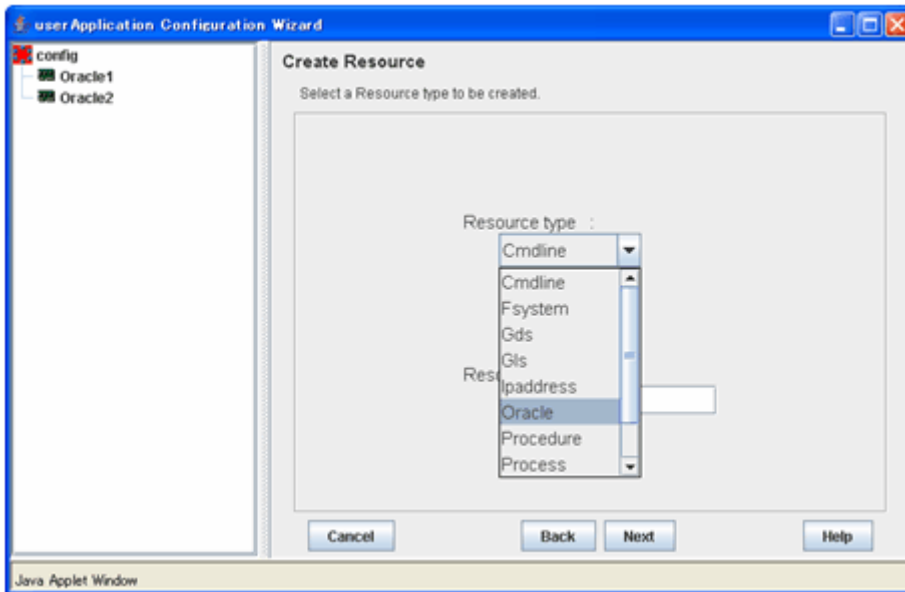 userApplication Configuration Wizard
config
Oracle1
Oracle2
Create Resource
Select a Resource type to be created.
Resource type :
Cmdline
Cmdline
Fsystem
Gds
Gls
Ipaddress
Oracle
Procedure
Process
Cancel
Back
Next
Help
Java Applet Window